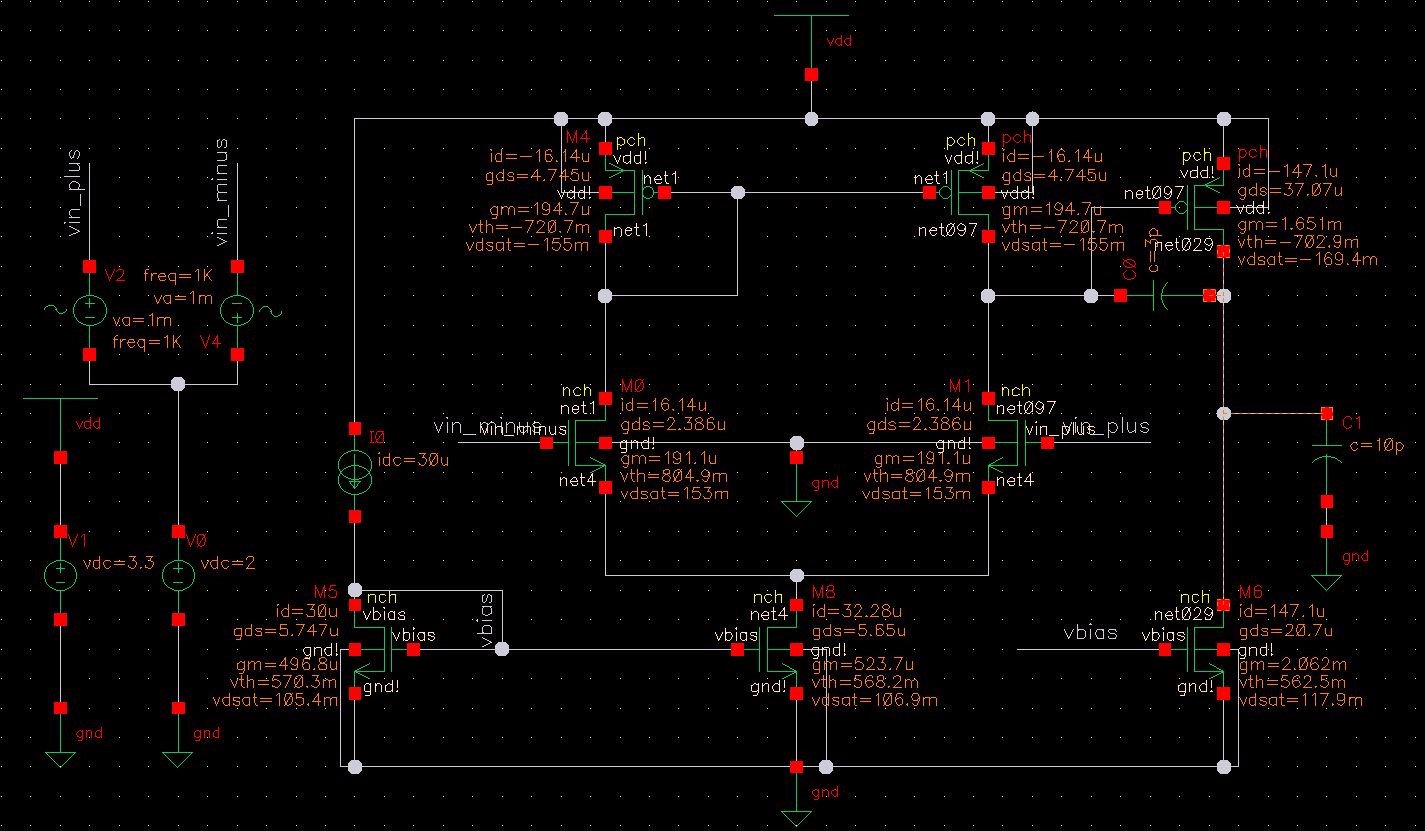 vdd
vin_plus
vin_minus
V2
freq=1K
va=1m
va=1m
freq=1K
V4
vdd
V1
vdc=3.3
gnd
V0
vdc=2
gnd
M4
pch
id=-16.14u
vdd!
gds=4.745u
net1
vdd!
gm=194.7u
vth=-720.7m
net1
vdsat=-155m
pch
pch
vdd!
id=-16.14u
gds=4.745u
net1
vdd!
gm=194.7u
net097
vth=-720.7m
vdsat=-155m
pch
pch
vdd!
id=-147.1u
gds=37.07u
net097
vdd!
gm=1.651m
net029
vth=-702.9m
vdsat=-169.4m
C0
c=3p
I0
idc=30u
nch
M0
net1
id=16.14u
gds=2.386u
vin_minus
vin_minus
gnd!
gm=191.1u
net4
vth=804.9m
vdsat=153m
gnd
M1
nch
id=16.14u
net097
gds=2.386u
gnd!
vin_plus
vin_plus
gm=191.1u
vth=804.9m
net4
vdsat=153m
C1
c=10p
gnd
M5
nch
id=30u
vbias
gds=5.747u
vbias
gnd!
gm=496.8u
vth=570.3m
gnd!
vdsat=105.4m
vbias
M8
nch
id=32.28u
net4
gds=5.65u
vbias
gnd!
gm=523.7u
vth=568.2m
gnd!
vdsat=106.9m
gnd
M6
nch
id=147.1u
net029
gds=20.7u
vbias
vbias
gnd!
gm=2.062m
vth=562.5m
gnd!
vdsat=117.9m